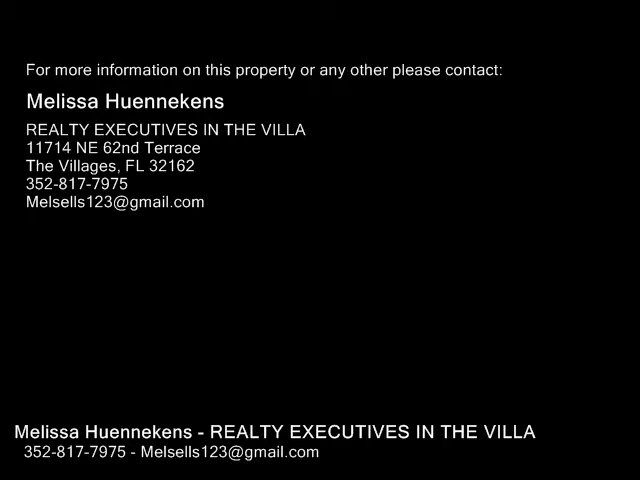 For more information on this property or any other please contact:
Melissa Huennekens
REALTY EXECUTIVES IN THE VILLA
11714 NE 62nd Terrace
The Villages, FL 32162
352-817-7975
Melsells123@gmail.com
Melissa Huennekens - REALTY EXECUTIVES IN THE VILLA
352-817-7975 - Melsells123@gmail.com